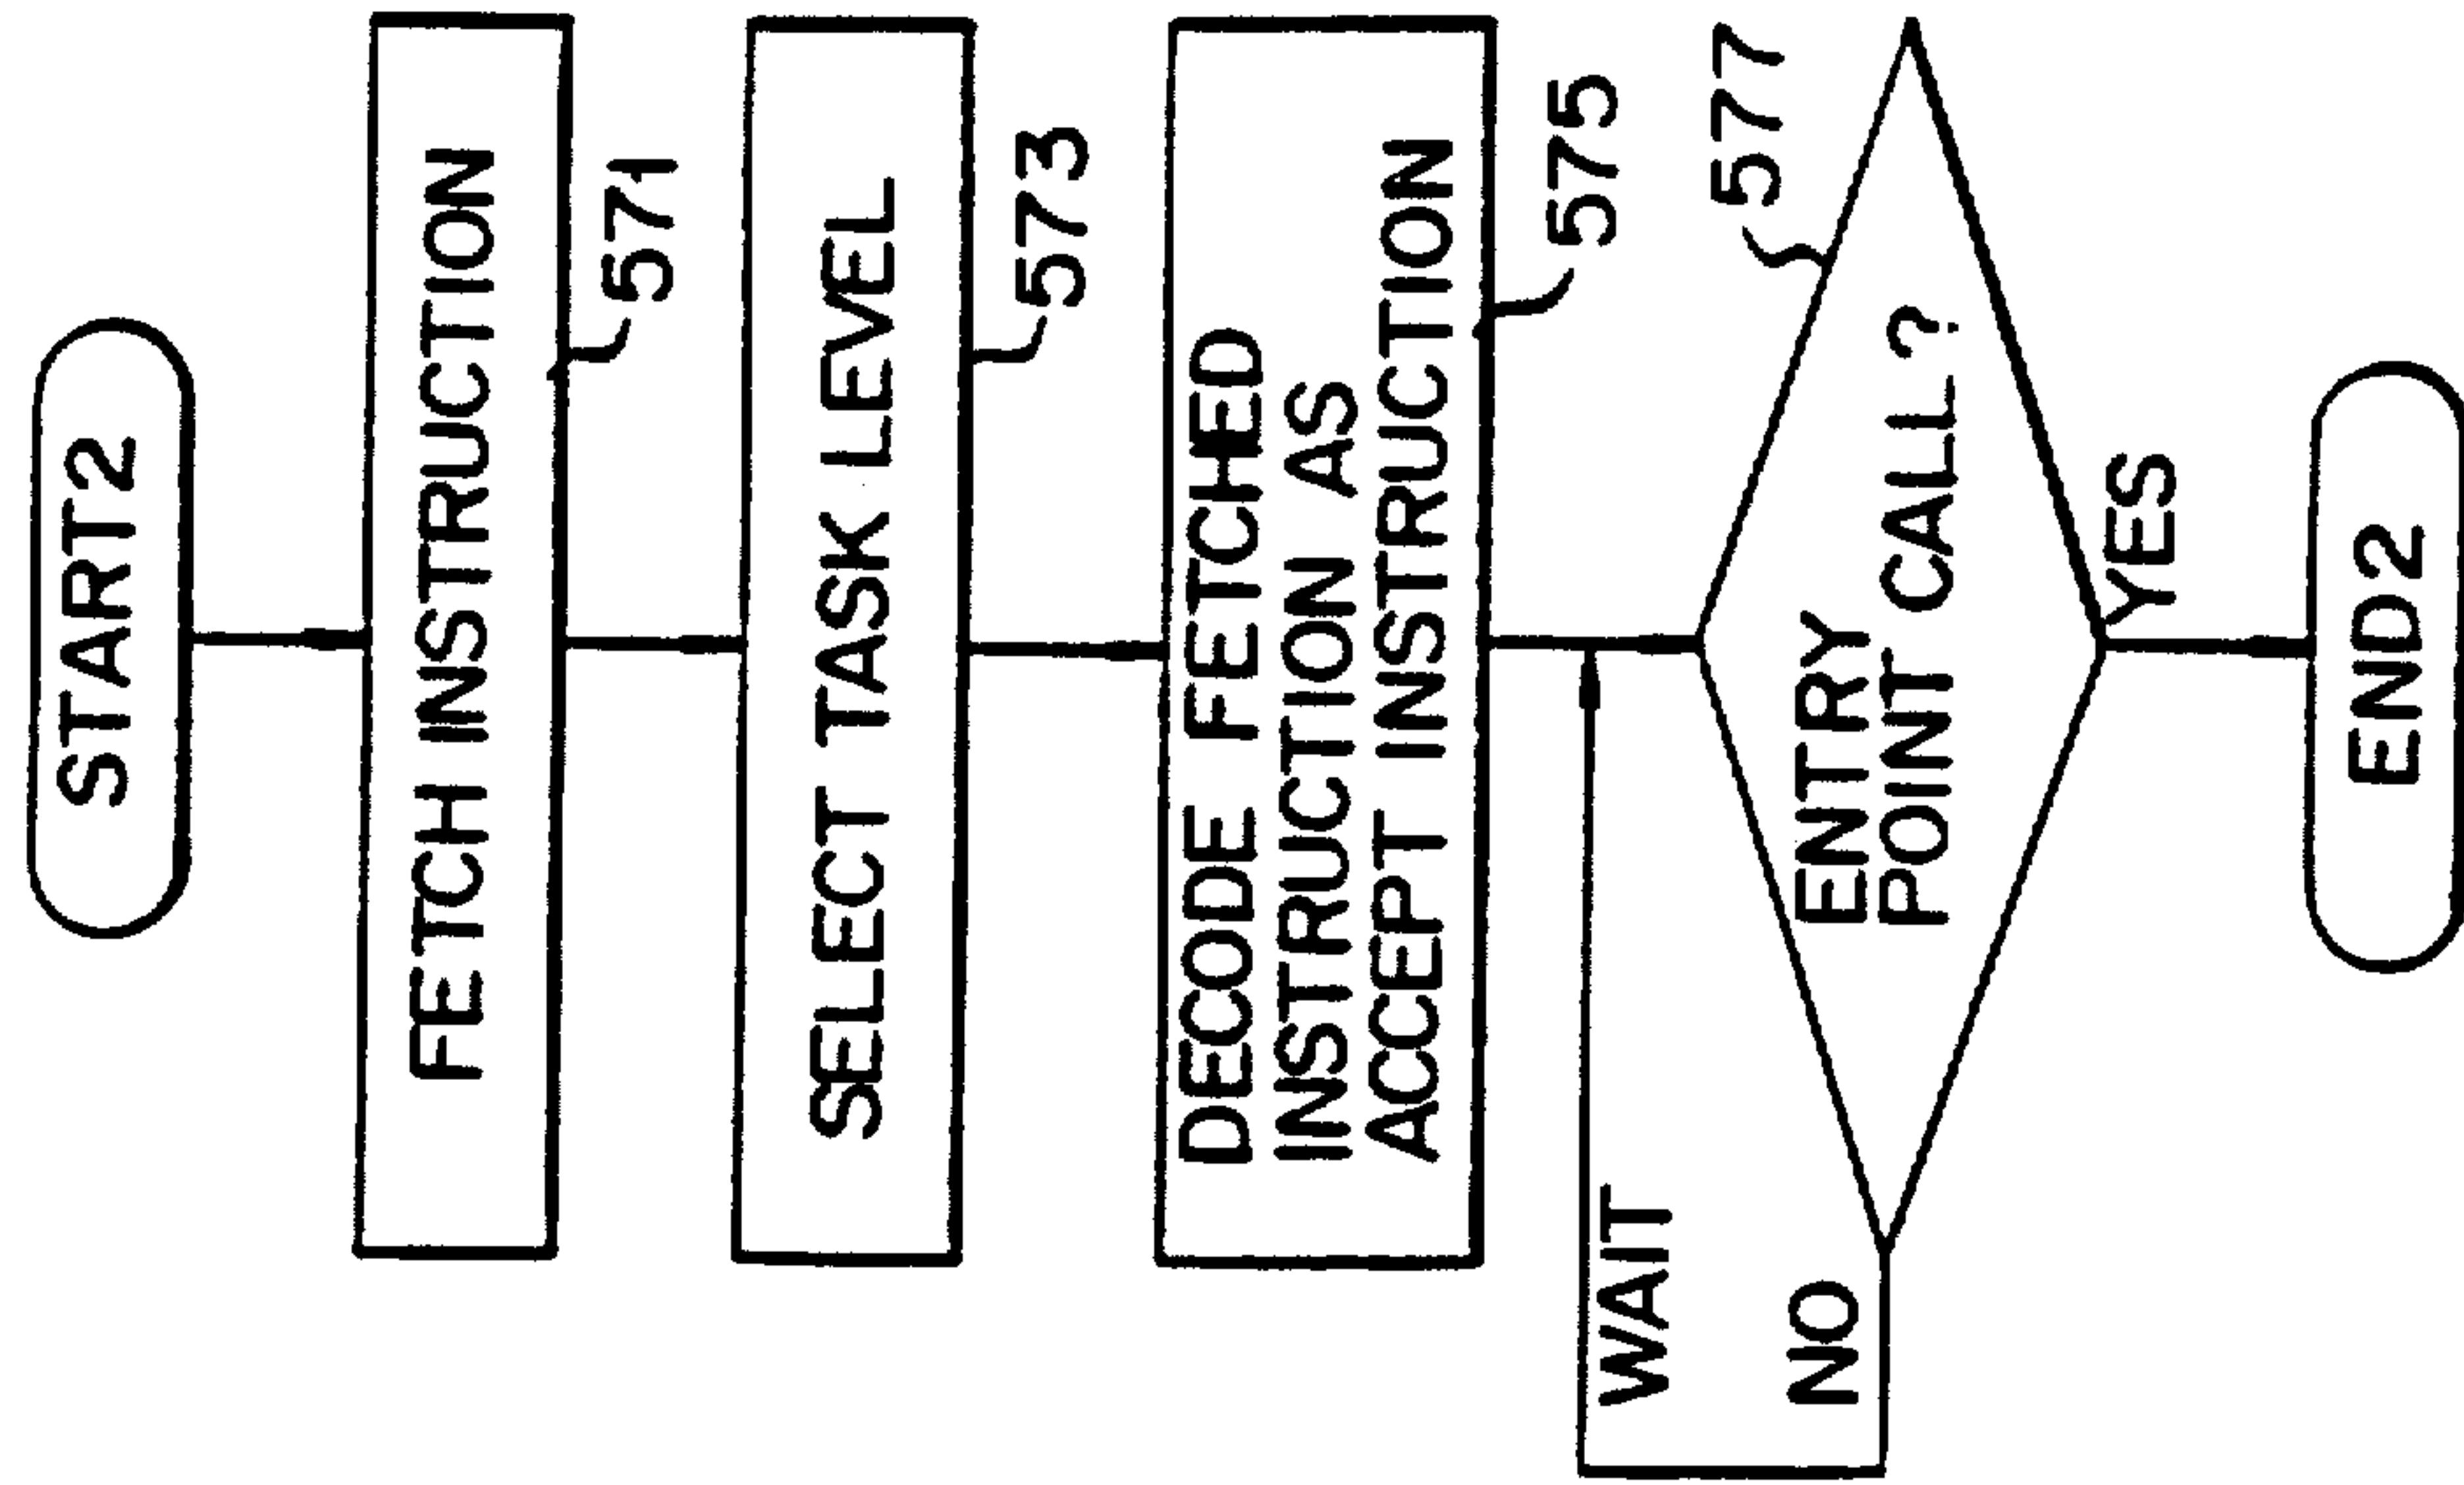 START2
FETCH INSTRUCTION
571
SELECT TASK LEVEL
573
DECODE FETCHED
INSTRUCTION AS
ACCEPT INSTRUCTION
575
WAIT
577
ENTRY
POINT CALL?
NO
YES
END2